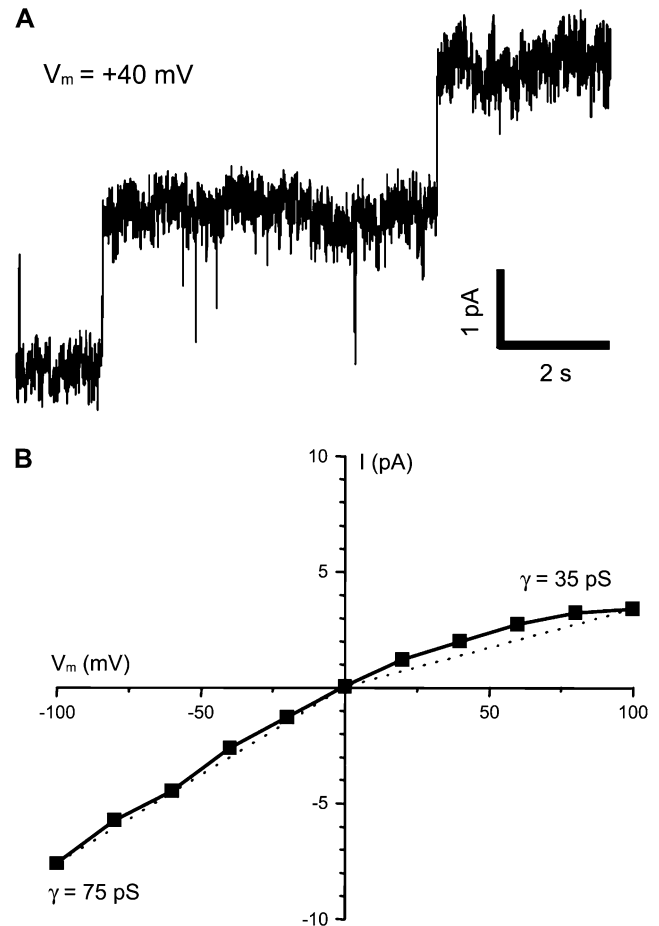 A
Vm = +40 mV
1 pA
2 s
B
10
I (pA)
5
γ = 35 pS
Vm (mV)
-100
-50
50
100
-5
γ = 75 pS
-10